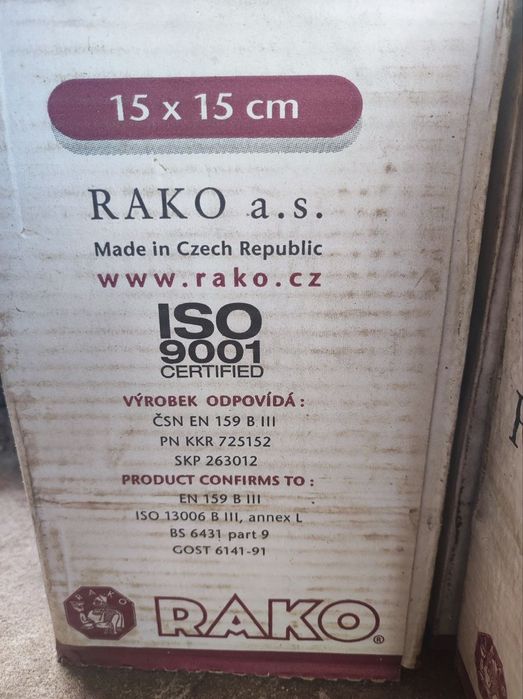 15 x 15 cm
RAKO a.s.
Made in Czech Republic
www.rako.cz
ISO
9001
CERTIFIED
VÝROBEK ODPOVÍDÁ :
ČSN EN 159 B III
PN KKR 725152
SKP 263012
PRODUCT CONFIRMS TO :
EN 159 B III
ISO 13006 B III, annex L
BS 6431 part 9
GOST 6141-91
RAKO
RAKO®